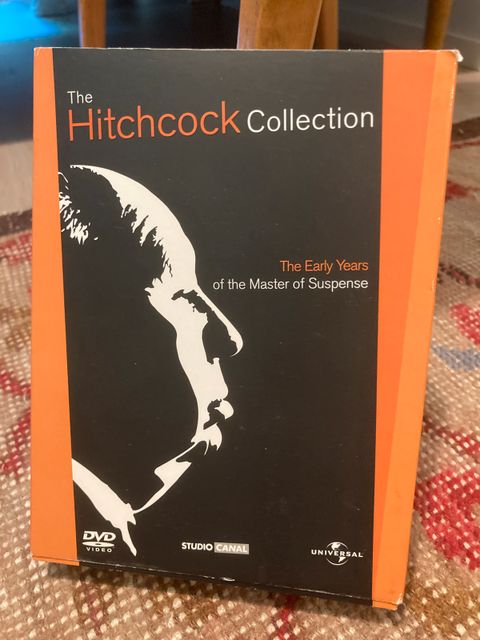 The
Hitchcock Collection
The Early Years
of the Master of Suspense
DVD
VIDEO
STUDIO CANAL
UNIVERSAL